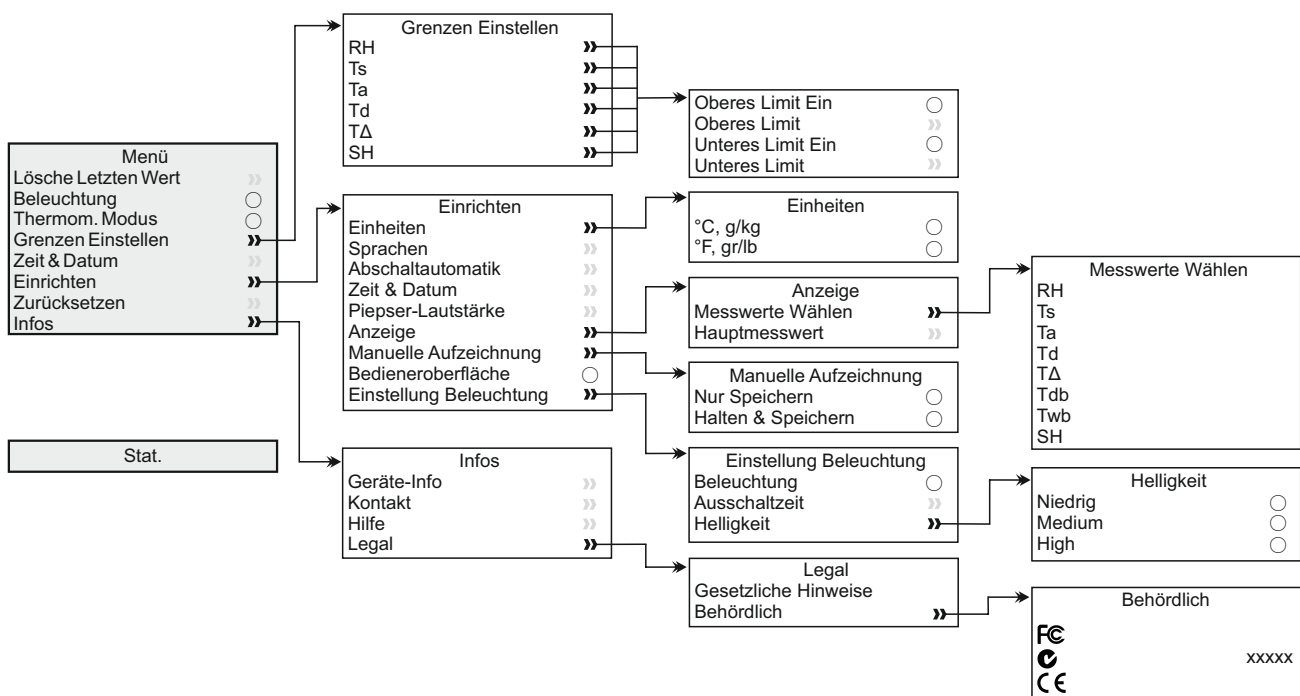 Menü
Lösche Letzten Wert
Beleuchtung
Thermom. Modus
Grenzen Einstellen
Zeit & Datum
Einrichten
Zurücksetzen
Infos
Stat.
Grenzen Einstellen
RH
Ts
Ta
Td
TΔ
SH
Einrichten
Einheiten
Sprachen
Abschaltautomatik
Zeit & Datum
Piepser-Lautstärke
Anzeige
Manuelle Aufzeichnung
Bedieneroberfläche
Einstellung Beleuchtung
Infos
Geräte-Info
Kontakt
Hilfe
Legal
Oberes Limit Ein
Oberes Limit
Unteres Limit Ein
Unteres Limit
Einheiten
°C, g/kg
°F, gr/lb
Anzeige
Messwerte Wählen
Hauptmesswert
Manuelle Aufzeichnung
Nur Speichern
Halten & Speichern
Einstellung Beleuchtung
Beleuchtung
Ausschaltzeit
Helligkeit
Legal
Gesetzliche Hinweise
Behördlich
Messwerte Wählen
RH
Ts
Ta
Td
TΔ
Tdb
Twb
SH
Helligkeit
Niedrig
Medium
High
Behördlich
FC
xxxxx
CE